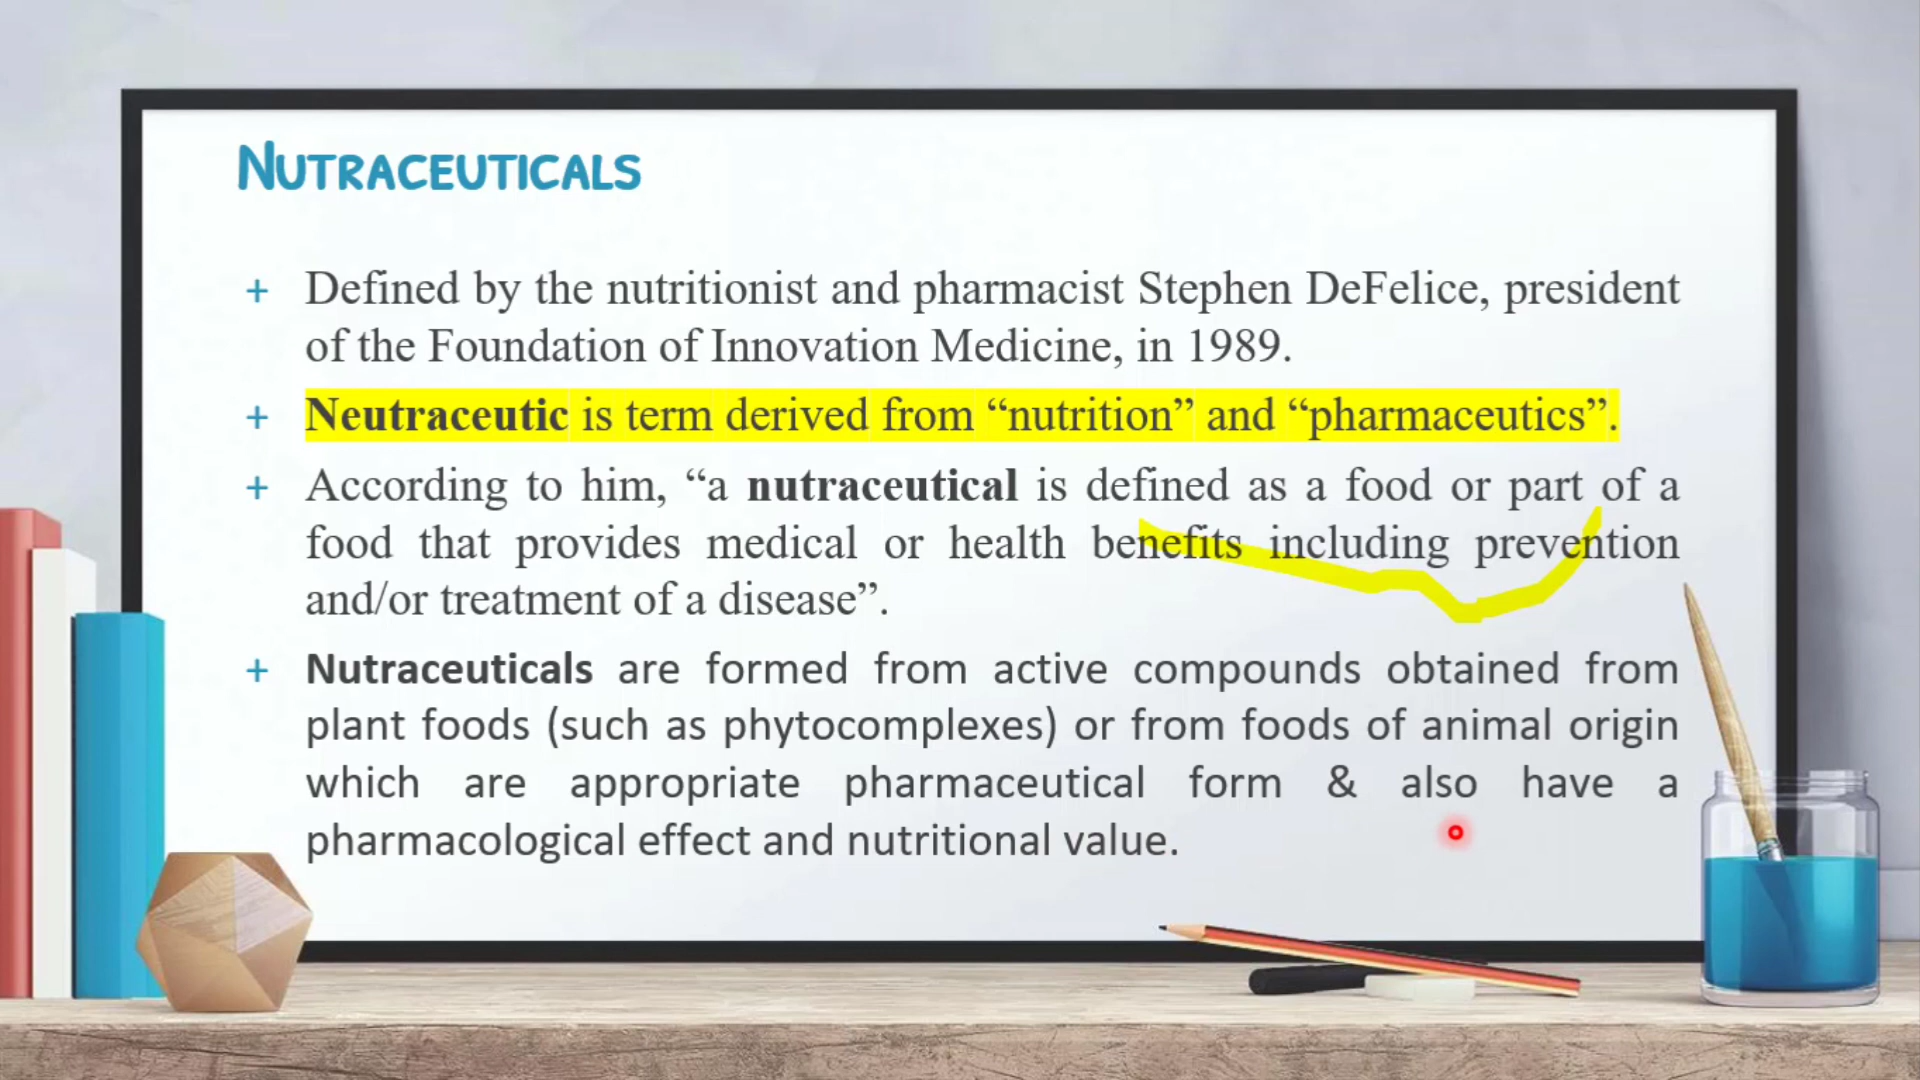 NUTRACEUTICALS
+ Defined by the nutritionist and pharmacist Stephen DeFelice, president
of the Foundation of Innovation Medicine, in 1989.
+ Neutraceutic is term derived from “nutrition” and “pharmaceutics”.
+ According to him, “a nutraceutical is defined as a food or part of a
food that provides medical or health benefits including prevention
and/or treatment of a disease”.
+ Nutraceuticals are formed from active compounds obtained from
plant foods (such as phytocomplexes) or from foods of animal origin
which are appropriate pharmaceutical form & also have a
pharmacological effect and nutritional value.